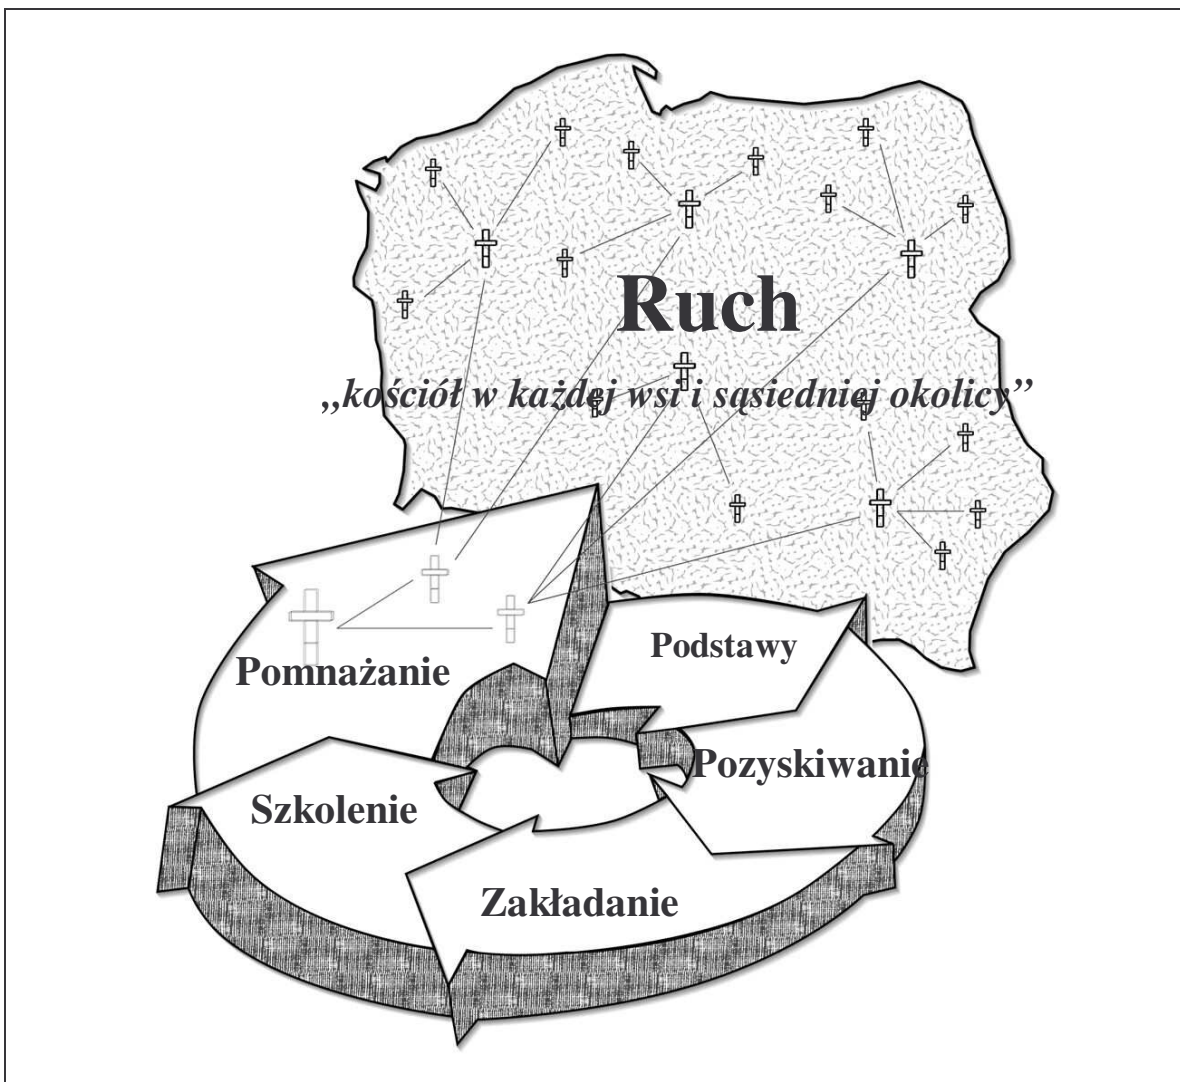 Ruch
„kościół w każdej wsi i sąsiedniej okolicy”
Podstawy
Pomnażanie
Pozyskiwanie
Szkolenie
Zakładanie